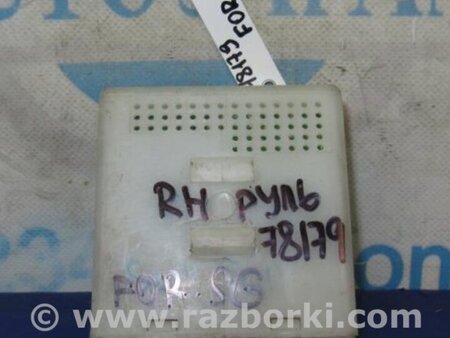 78179 FOR
RH РУЛЬ
78179
FOR SG
www.razborki.com